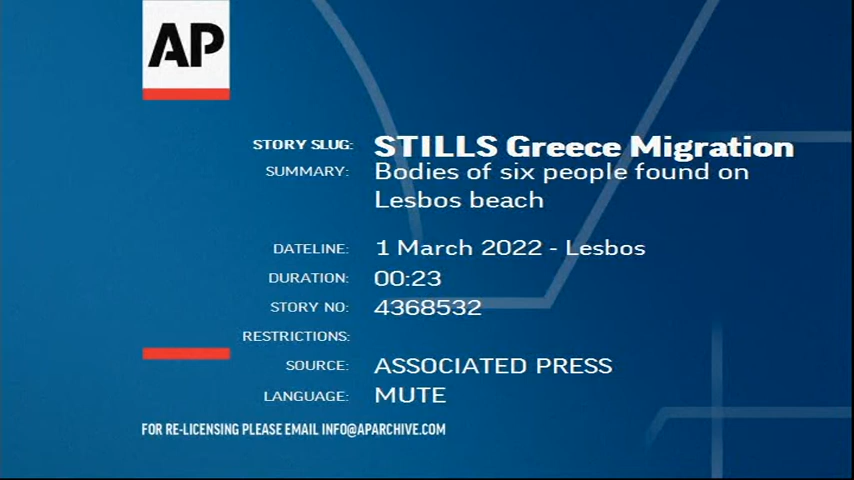 AP
STORY SLUG: STILLS Greece Migration
SUMMARY: Bodies of six people found on
Lesbos beach
DATELINE: 1 March 2022 - Lesbos
DURATION: 00:23
STORY NO: 4368532
RESTRICTIONS:
SOURCE: ASSOCIATED PRESS
LANGUAGE: MUTE
FOR RE-LICENSING PLEASE EMAIL INFO@APARCHIVE.COM